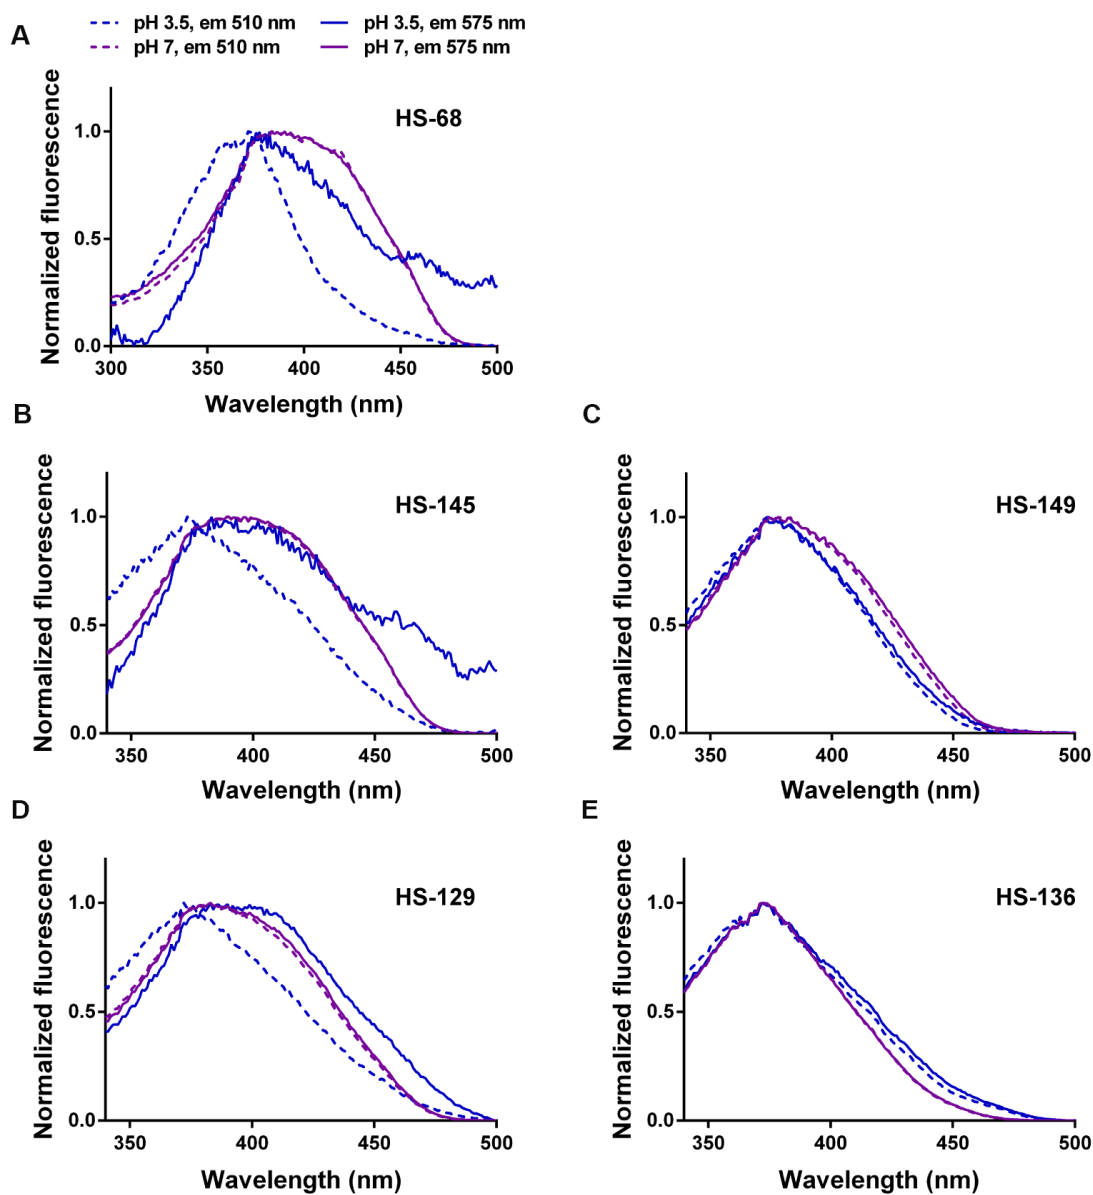 A
pH 3.5, em 510 nm
pH 3.5, em 575 nm
pH 7, em 510 nm
pH 7, em 575 nm
HS-68
Normalized fluorescence
1.0
0.5
0.0
300
350
400
450
500
Wavelength (nm)
B
HS-145
Normalized fluorescence
1.0
0.5
0.0
350
400
450
500
Wavelength (nm)
C
HS-149
Normalized fluorescence
1.0
0.5
0.0
350
400
450
500
Wavelength (nm)
D
HS-129
Normalized fluorescence
1.0
0.5
0.0
350
400
450
500
Wavelength (nm)
E
HS-136
Normalized fluorescence
1.0
0.5
0.0
350
400
450
500
Wavelength (nm)